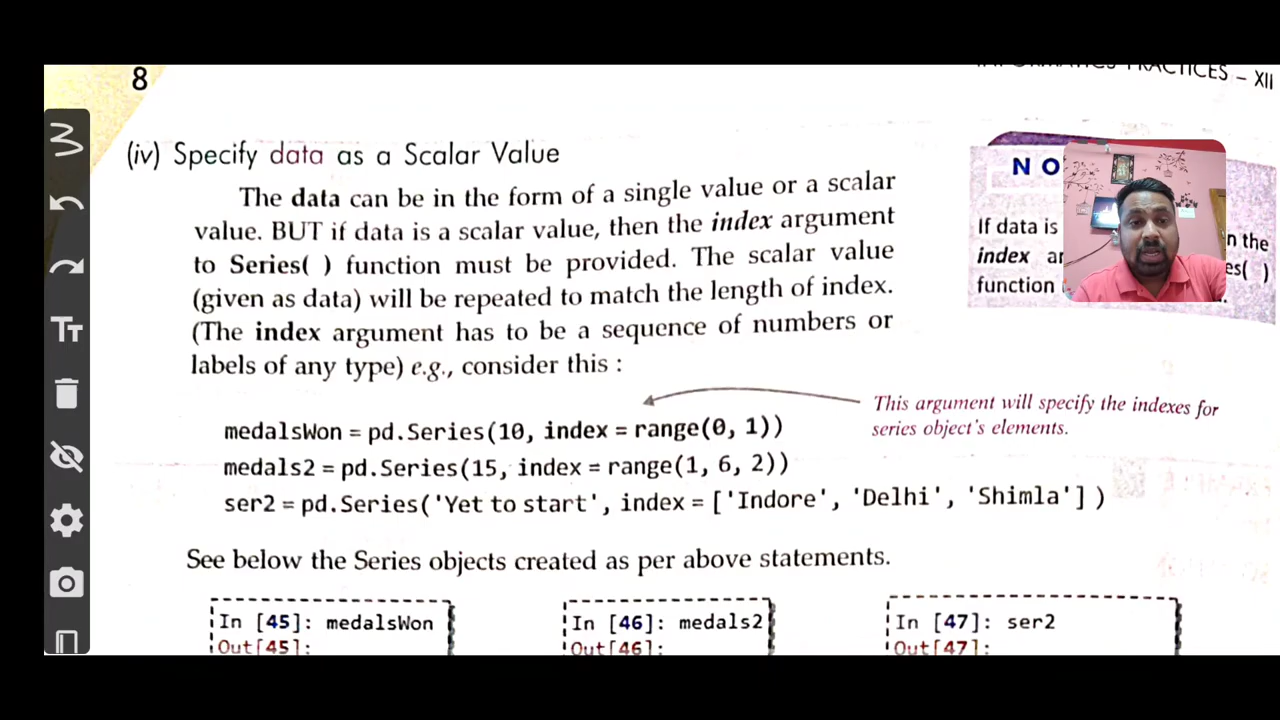 8
INFORMATICS PRACTICES – XII
(iv) Specify data as a Scalar Value
The data can be in the form of a single value or a scalar
value. BUT if data is a scalar value, then the index argument
to Series( ) function must be provided. The scalar value
(given as data) will be repeated to match the length of index.
(The index argument has to be a sequence of numbers or
labels of any type) e.g., consider this :
N O
If data is
n the
index
es( )
function
This argument will specify the indexes for
series object's elements.
medalsWon = pd.Series(10, index = range(0, 1))
medals2 = pd.Series(15, index = range(1, 6, 2))
ser2 = pd.Series('Yet to start', index = ['Indore', 'Delhi', 'Shimla'] )
See below the Series objects created as per above statements.
In [45]: medalsWon
Out[45]:
In [46]: medals2
Out[46]:
In [47]: ser2
Out[47]: